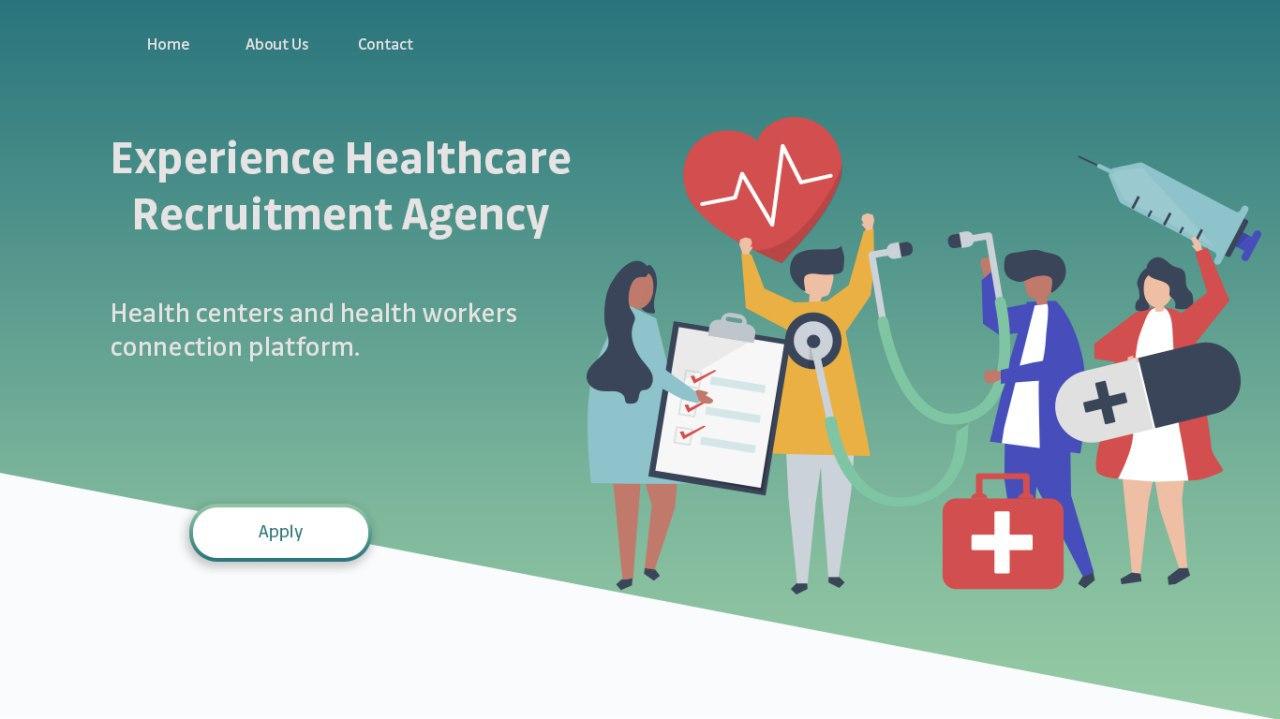 Home About Us Contact
Experience Healthcare
Recruitment Agency
Health centers and health workers
connection platform.
Apply